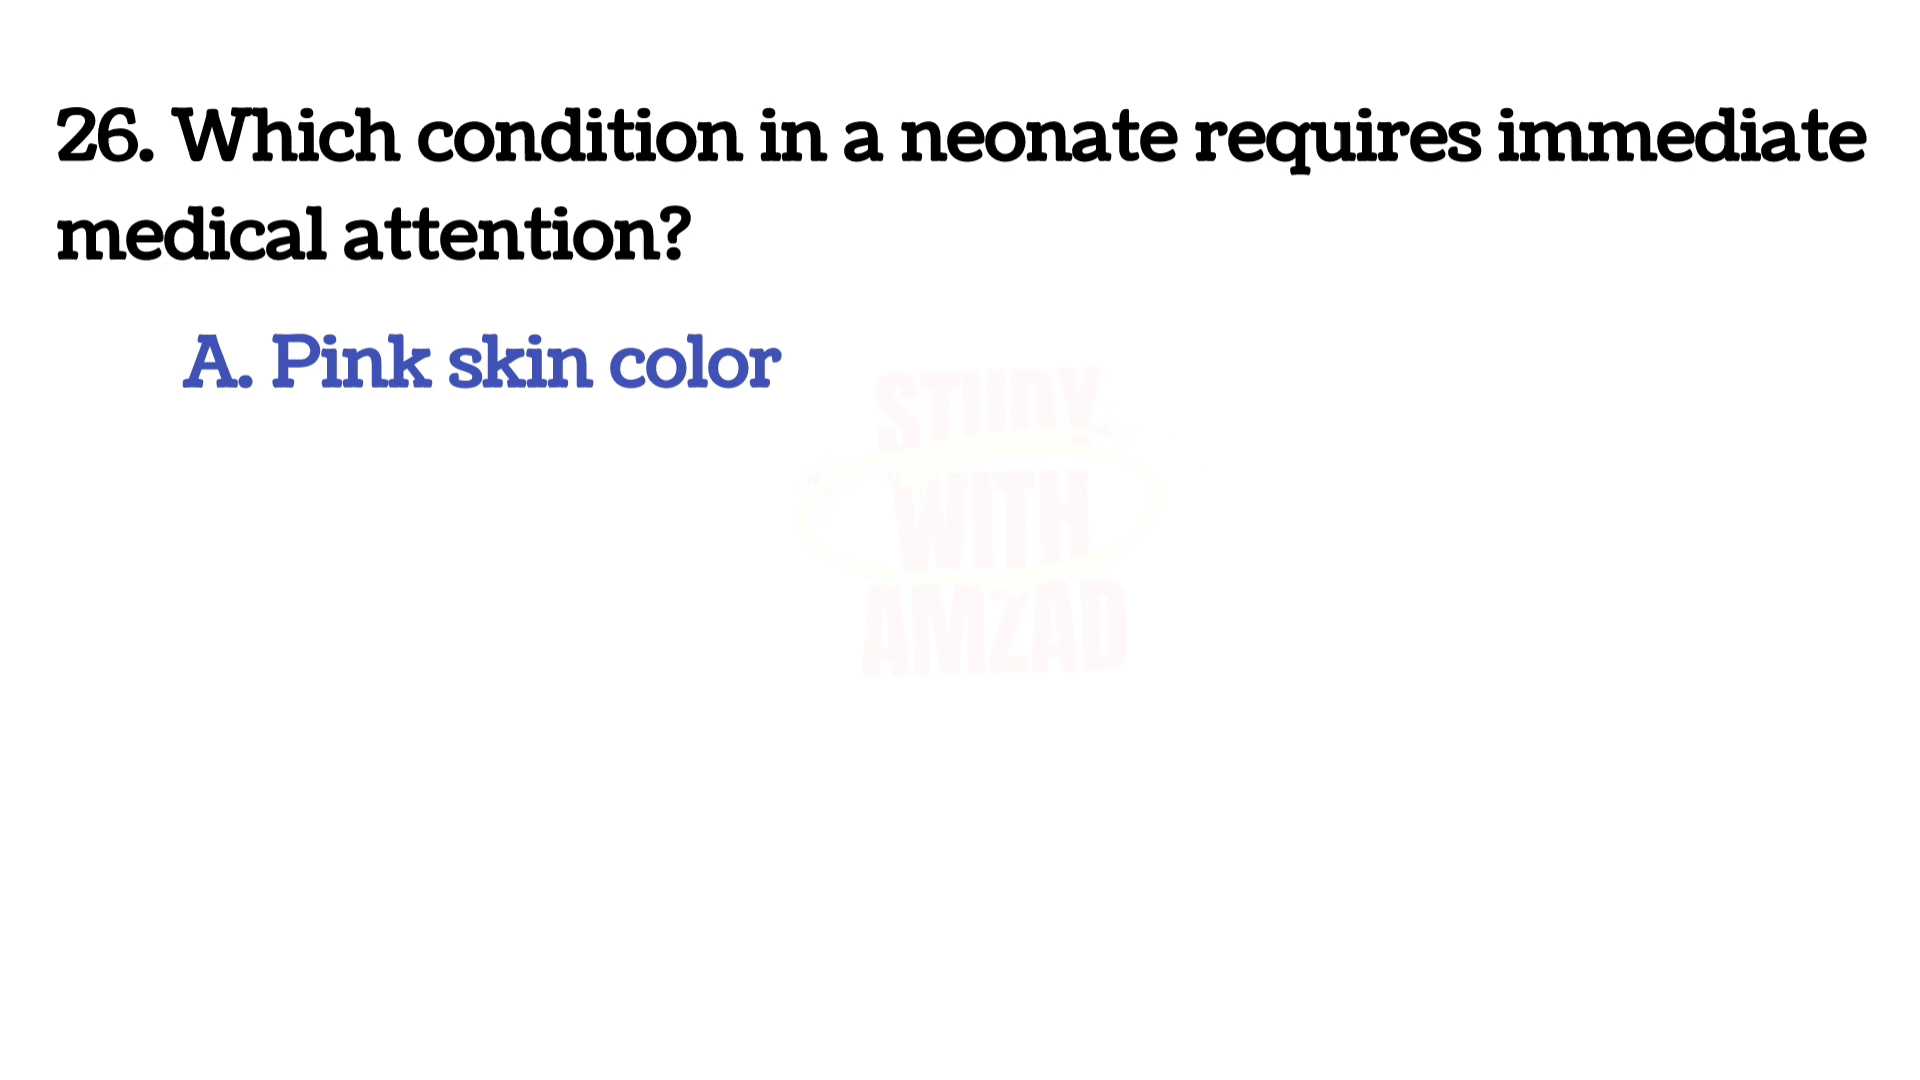 26. Which condition in a neonate requires immediate
medical attention?
A. Pink skin color
STUDY
WITH
AMZAD